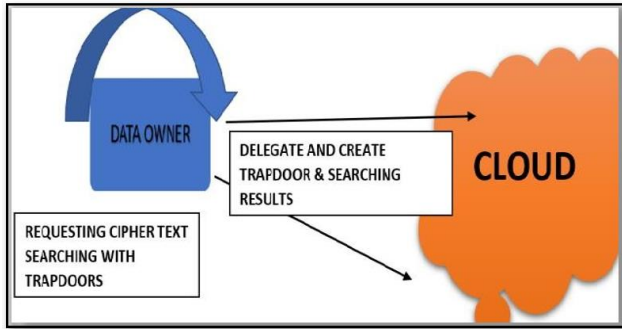 DATA OWNER
DELEGATE AND CREATE
TRAPDOOR & SEARCHING
RESULTS
CLOUD
REQUESTING CIPHER TEXT
SEARCHING WITH
TRAPDOORS